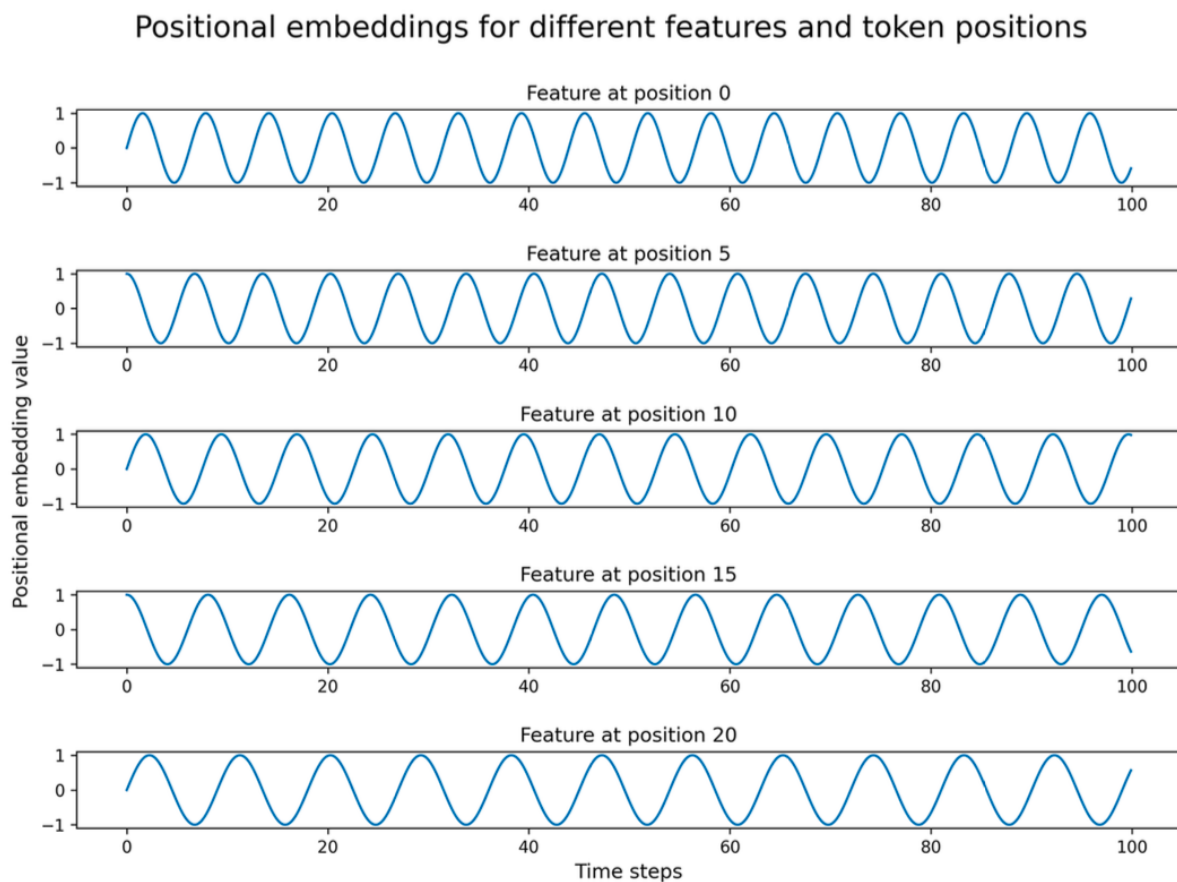 Positional embeddings for different features and token positions
Feature at position 0
1
0
−1
0 20 40 60 80 100
Feature at position 5
1
0
−1
0 20 40 60 80 100
Positional embedding value
Feature at position 10
1
0
−1
0 20 40 60 80 100
Feature at position 15
1
0
−1
0 20 40 60 80 100
Feature at position 20
1
0
−1
0 20 40 60 80 100
Time steps